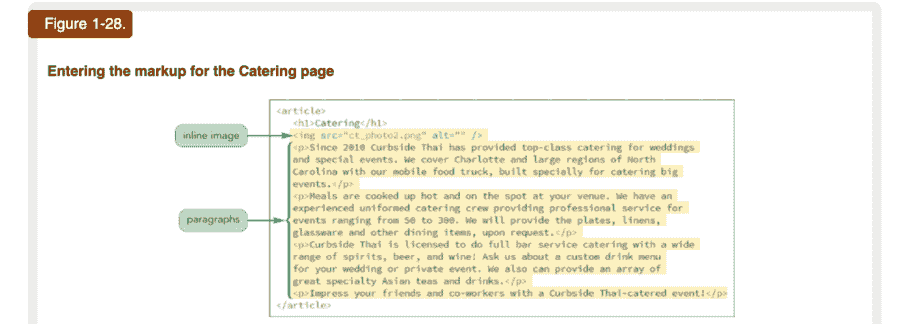 Figure 1-28.
Entering the markup for the Catering page
<article>
<h1>Catering</h1>
inline image
<img src="ct_photo2.png" alt="" />
<p>Since 2010 Curbside Thai has provided top-class catering for weddings
and special events. We cover Charlotte and large regions of North
Carolina with our mobile food truck, built specially for catering big
events.</p>
<p>Meals are cooked up hot and on the spot at your venue. We have an
experienced uniformed catering crew providing professional service for
paragraphs
events ranging from 50 to 300. We will provide the plates, linens,
glassware and other dining items, upon request.</p>
<p>Curbside Thai is licensed to do full bar service catering with a wide
range of spirits, beer, and wine! Ask us about a custom drink menu
for your wedding or private event. We also can provide an array of
great specialty Asian teas and drinks.</p>
<p>Impress your friends and co-workers with a Curbside Thai-catered event!</p>
</article>